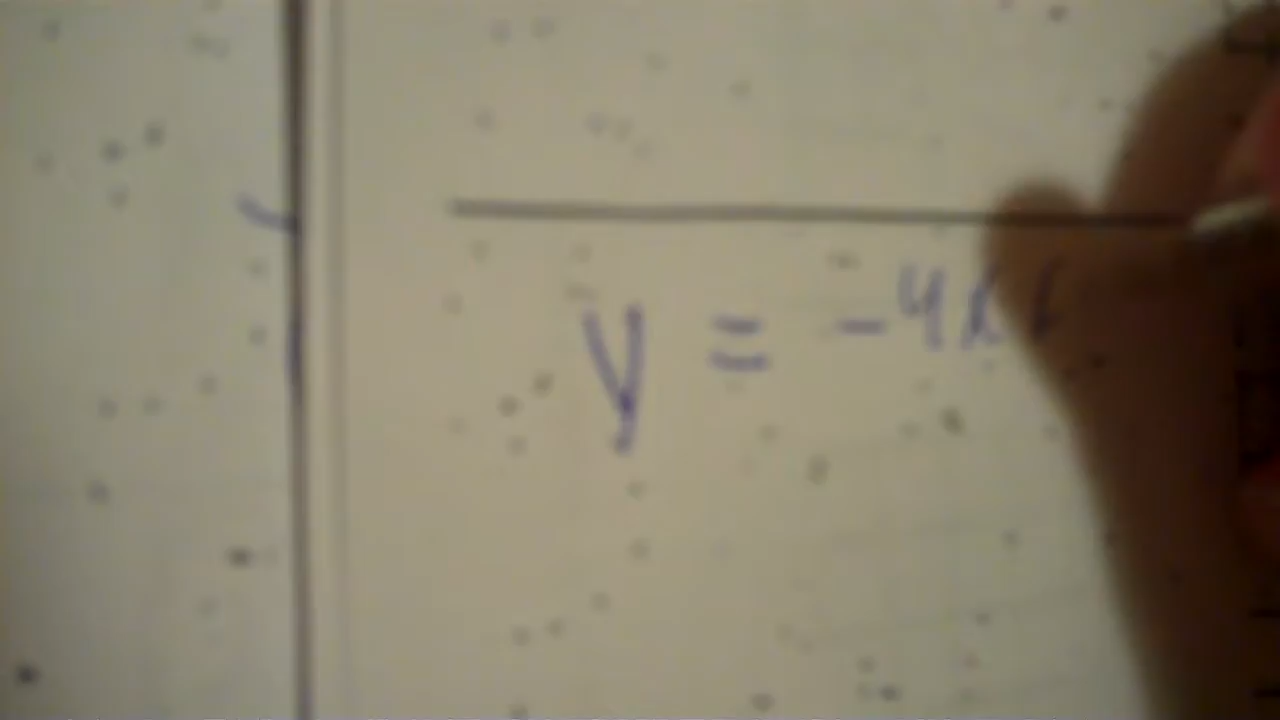 y = -4x